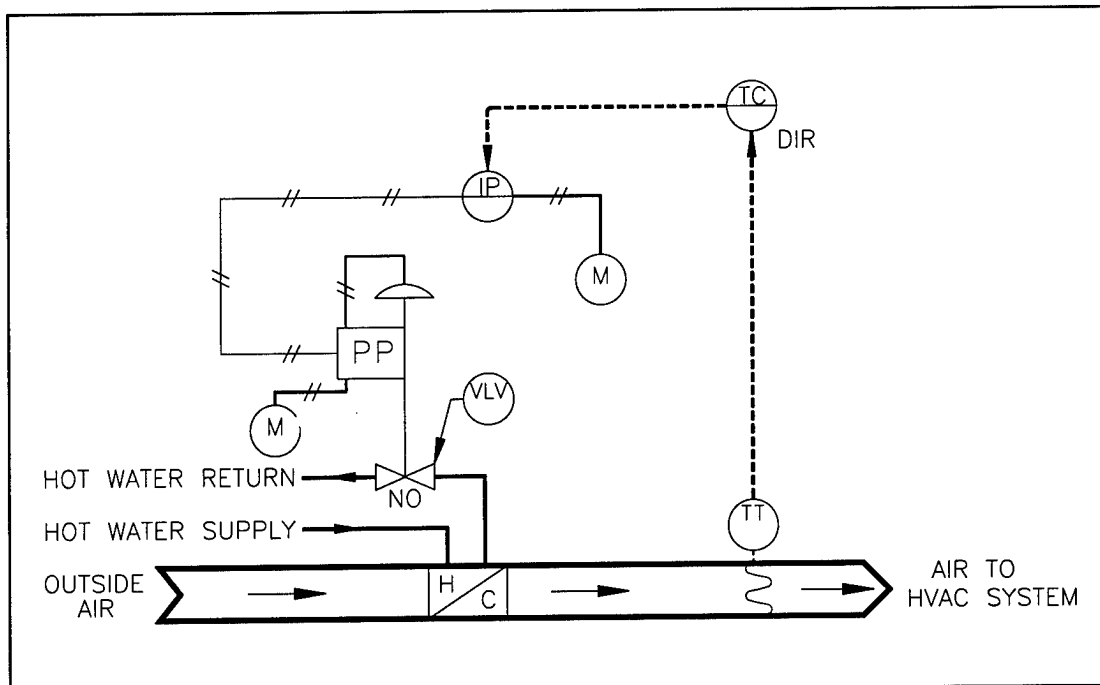 TC
DIR
IP
M
PP
VLV
M
HOT WATER RETURN
NO
HOT WATER SUPPLY
TT
OUTSIDE
AIR
H
C
AIR TO
HVAC SYSTEM